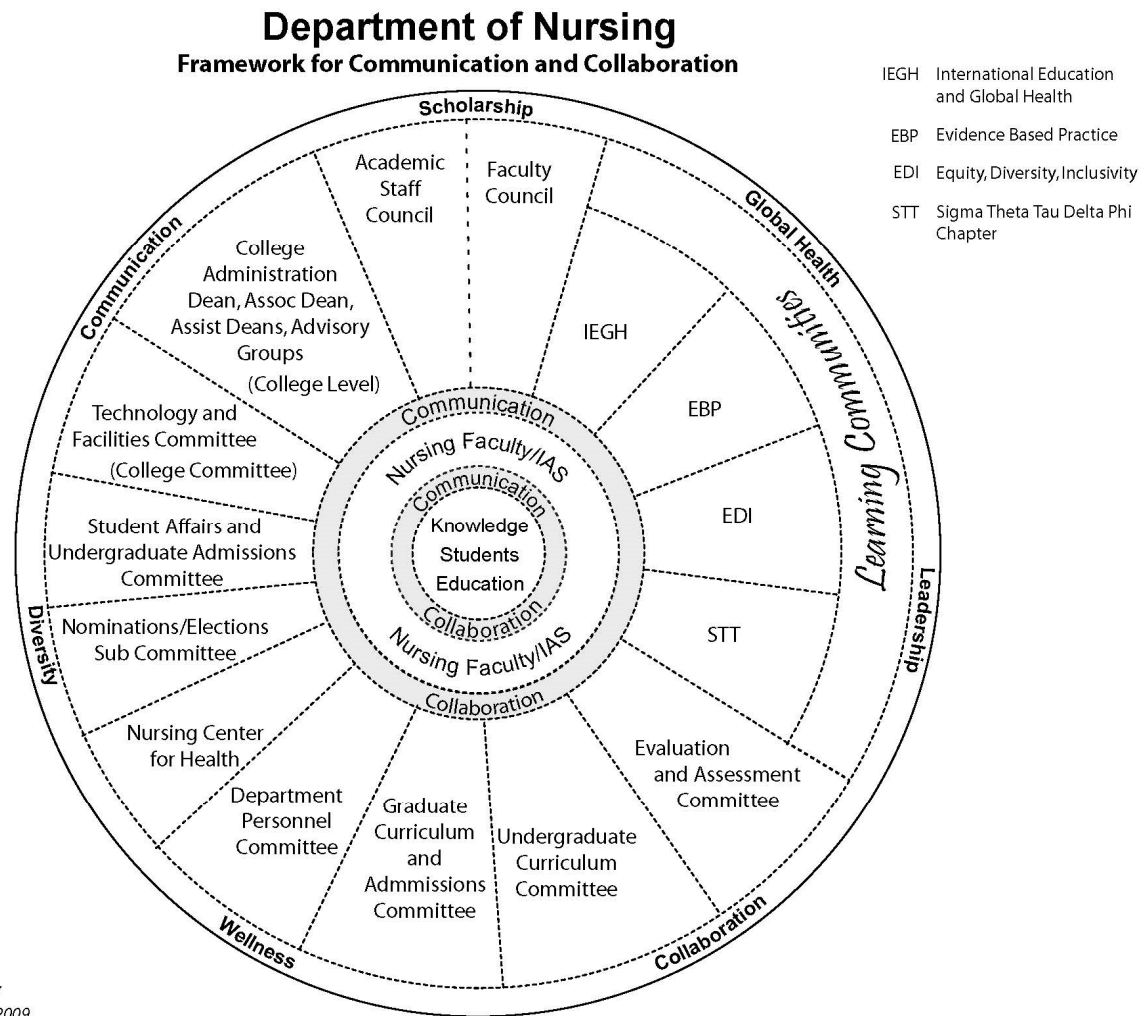 Department of Nursing
Framework for Communication and Collaboration
IEGH International Education
and Global Health
EBP Evidence Based Practice
EDI Equity, Diversity, Inclusivity
STT Sigma Theta Tau Delta Phi
Chapter
Scholarship
Global Health
Leadership
Collaboration
Wellness
Diversity
Communication
Academic
Staff
Council
Faculty
Council
Learning Communities
IEGH
EBP
EDI
STT
Evaluation
and Assessment
Committee
Undergraduate
Curriculum
Committee
Graduate
Curriculum
and
Admmissions
Committee
Department
Personnel
Committee
Nursing Center
for Health
Nominations/Elections
Sub Committee
Student Affairs and
Undergraduate Admissions
Committee
Technology and
Facilities Committee
(College Committee)
College
Administration
Dean, Assoc Dean,
Assist Deans, Advisory
Groups
(College Level)
Communication
Nursing Faculty/IAS
Communication
Knowledge
Students
Education
Collaboration
Nursing Faculty/IAS
Collaboration